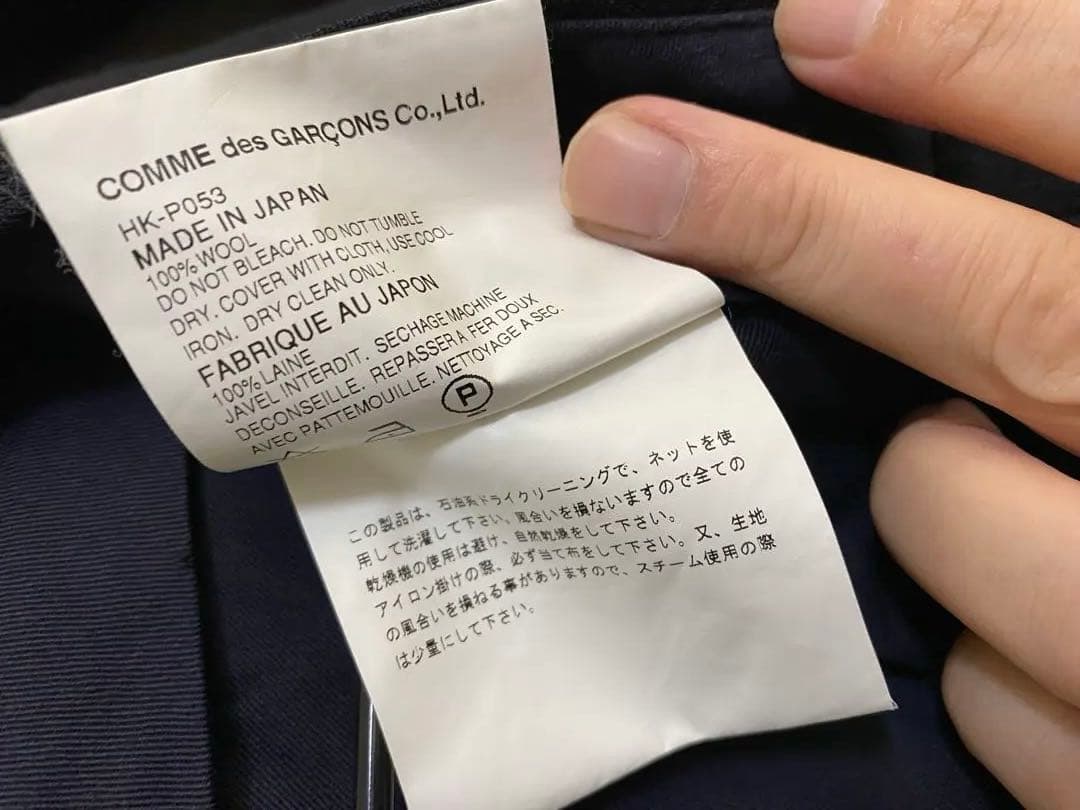 COMME des GARÇONS Co.,Ltd.
HK-P053
MADE IN JAPAN
100% WOOL
DO NOT BLEACH. DO NOT TUMBLE
DRY. COVER WITH CLOTH, USE COOL
IRON. DRY CLEAN ONLY.
FABRIQUE AU JAPON
100% LAINE
JAVEL INTERDIT. SECHAGE MACHINE
DECONSEILLE. REPASSER A FER DOUX
AVEC PATTEMOUILLE. NETTOYAGE A SEC.
P
この製品は、石油系ドライクリーニングで、ネットを使
用して洗濯して下さい。風合いを損ないますので全ての
乾燥機の使用は避け、自然乾燥をして下さい。
アイロン掛けの際、必ず当て布をして下さい。又、生地
の風合いを損ねる事がありますので、スチーム使用の際
は少量にして下さい。